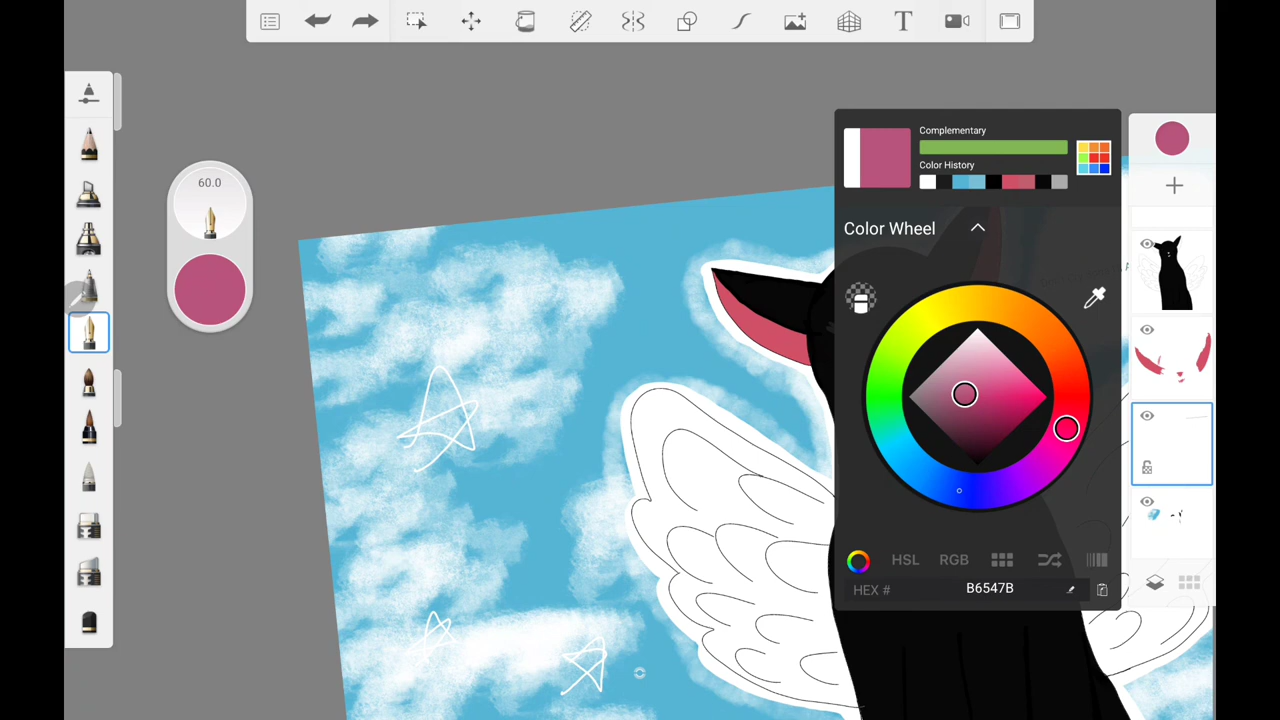 T
60.0
Complementary
Color History
Color Wheel
HSL RGB
HEX # B6547B